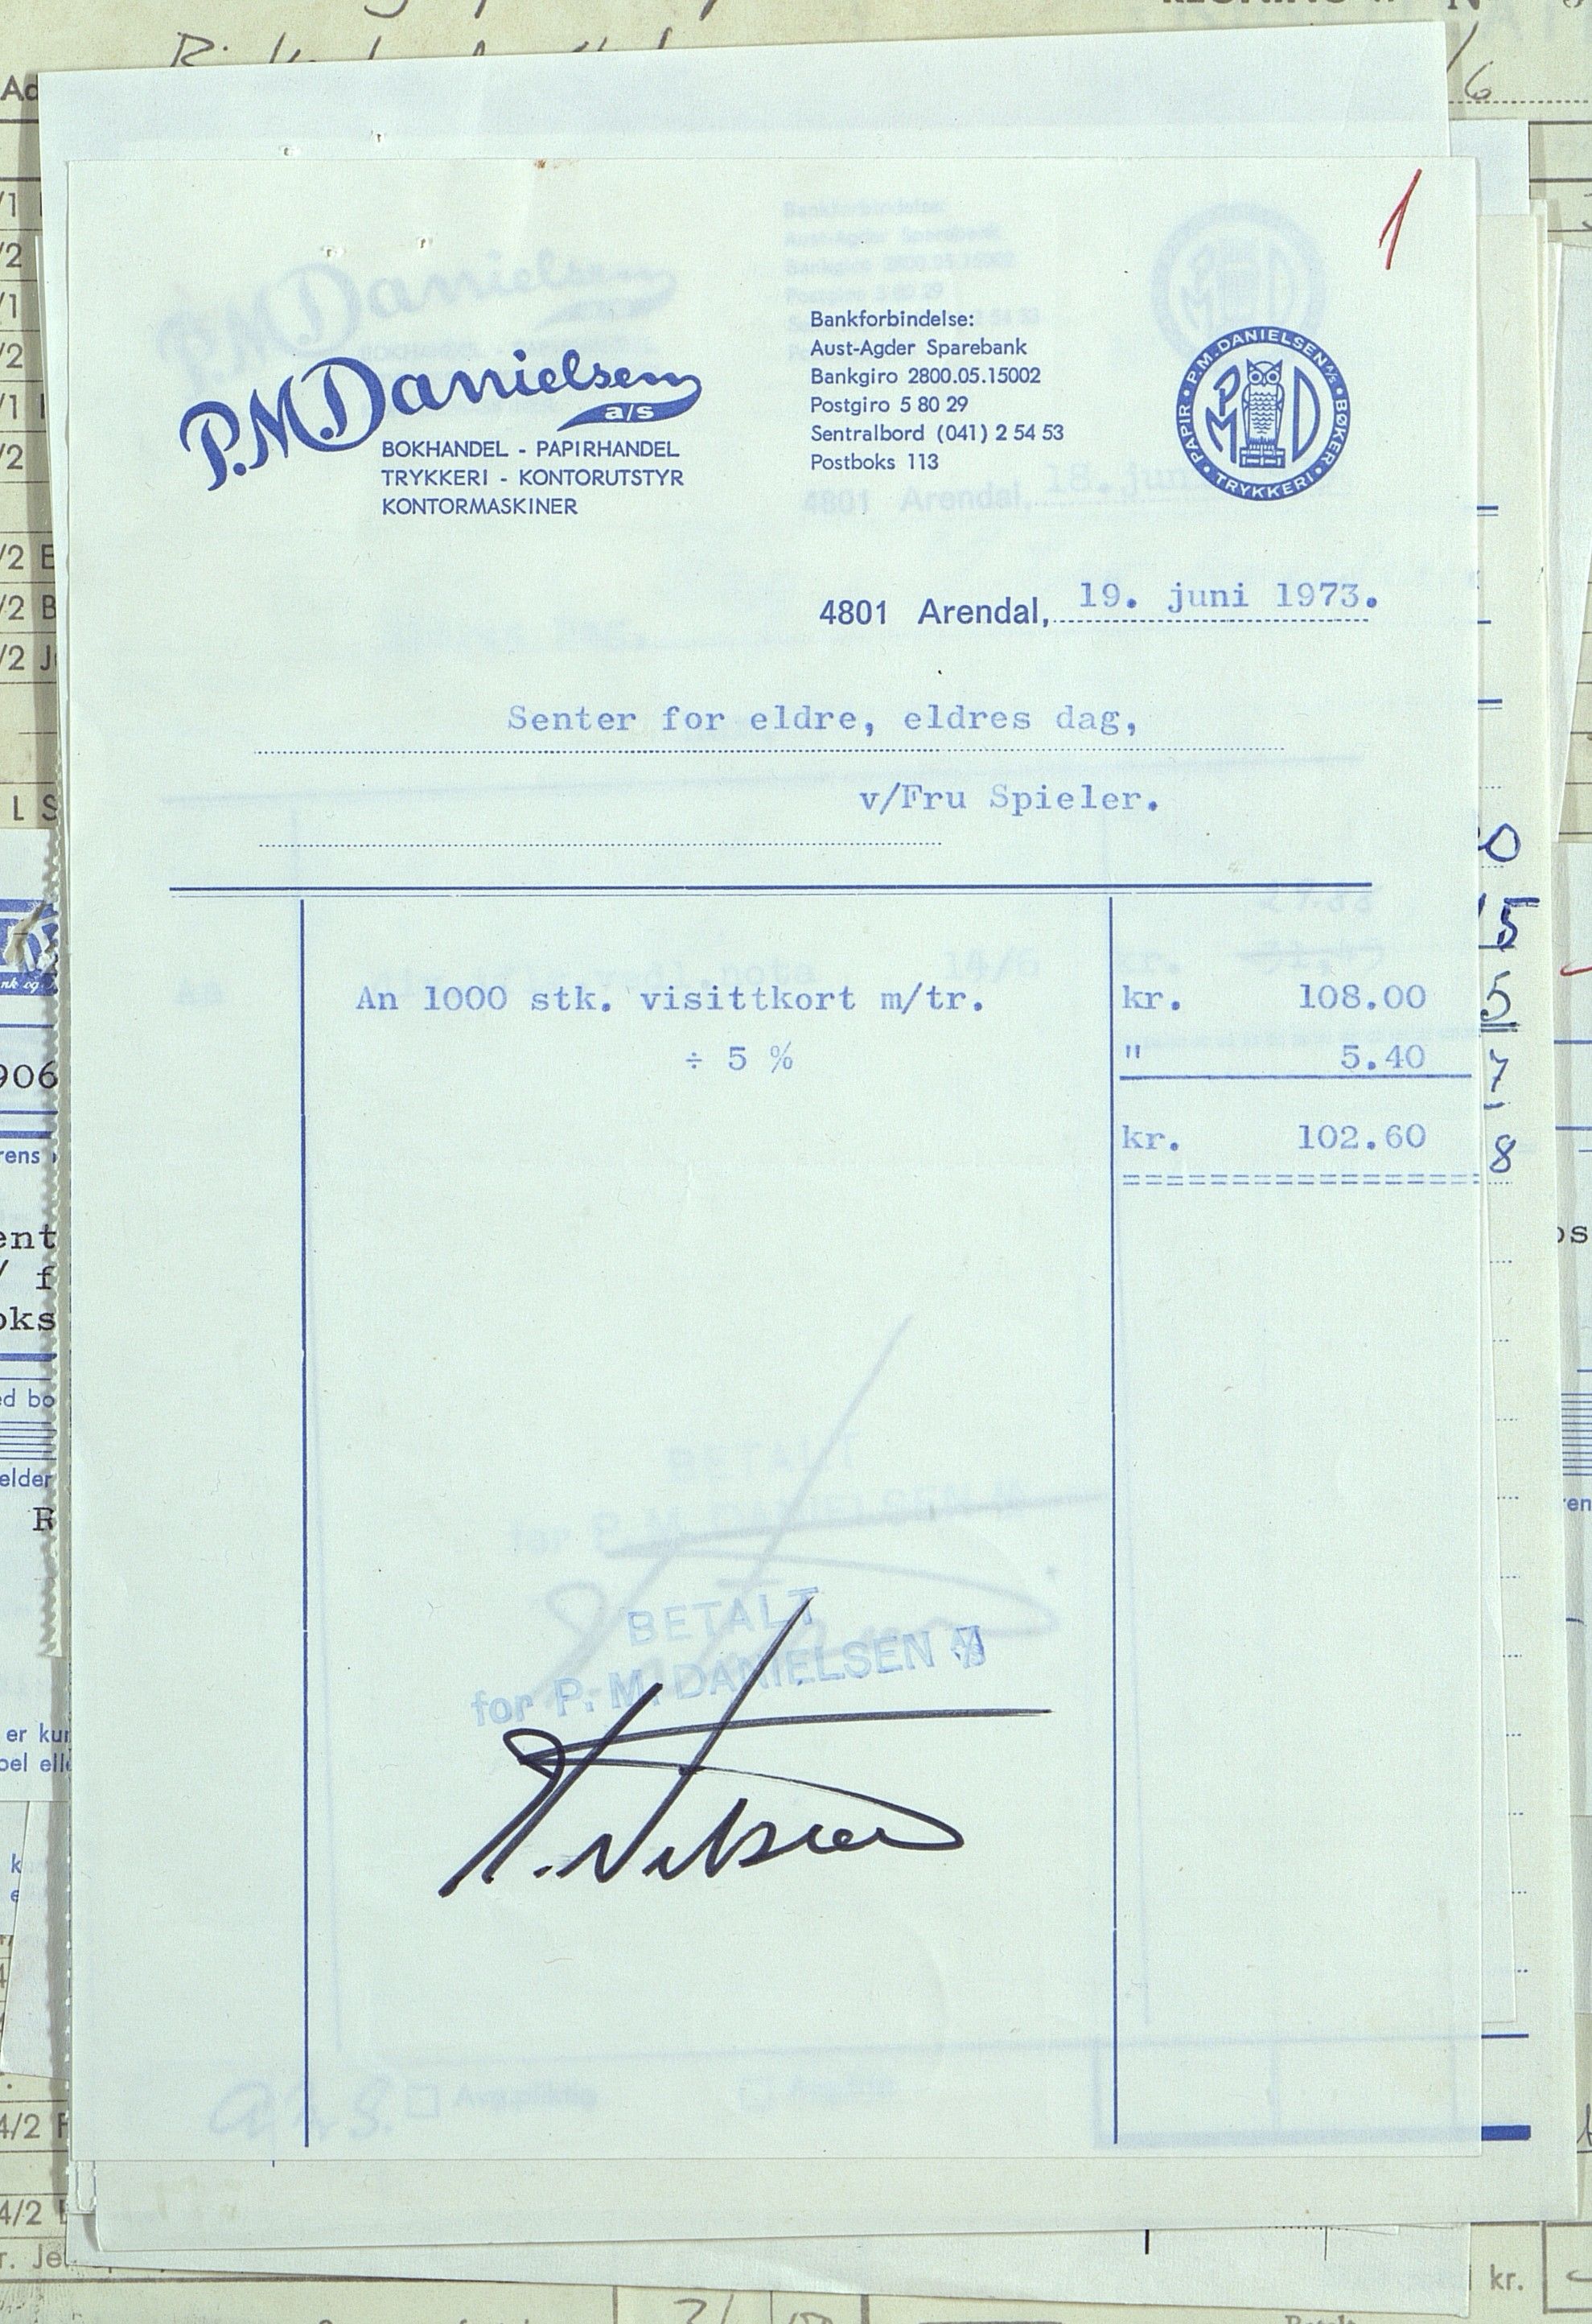 1
P.M. Danielsen
a/s
BOKHANDEL - PAPIRHANDEL
TRYKKERI - KONTORUTSTYR
KONTORMASKINER
Bankforbindelse:
Aust-Agder Sparebank
Bankgiro 2800.05.15002
Postgiro 5 80 29
Sentralbord (041) 2 54 53
Postboks 113
PAPIR • P.M. DANIELSEN A/S • BØKER • TRYKKERI •
PMD
4801 Arendal, 19. juni 1973.
Senter for eldre, eldres dag,
v/Fru Spieler.
An 1000 stk. visittkort m/tr. kr. 108.00
÷ 5 % " 5.40
kr. 102.60
BETALT
for P. M. DANIELSEN A/S